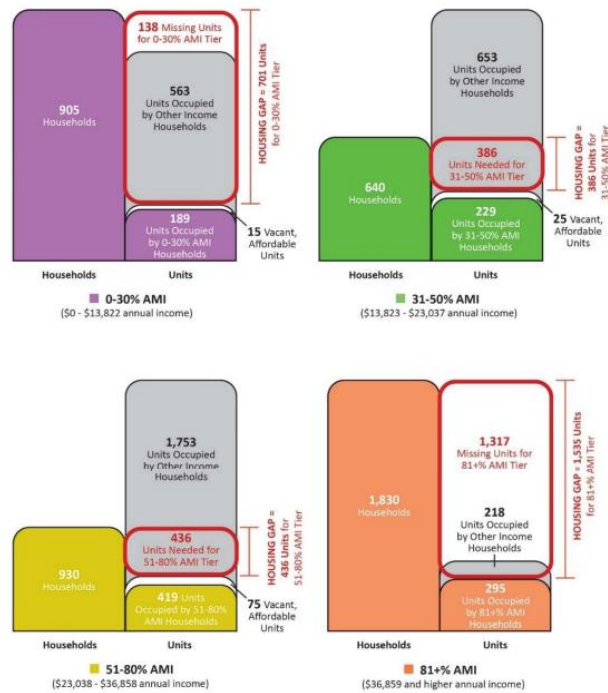 138 Missing Units
for 0-30% AMI Tier
905
Households
563
Units Occupied
by Other Income
Households
HOUSING GAP = 701 Units
for 0-30% AMI Tier
189
Units Occupied
by 0-30% AMI
Households
15 Vacant,
Affordable
Units
Households
Units
0-30% AMI
($0 - $13,822 annual income)
653
Units Occupied
by Other Income
Households
640
Households
386
Units Needed for
31-50% AMI Tier
HOUSING GAP =
386 Units for
31-50% AMI Tier
229
Units Occupied
by 31-50% AMI
Households
25 Vacant,
Affordable
Units
Households
Units
31-50% AMI
($13,823 - $23,037 annual income)
1,753
Units Occupied
by Other Income
Households
930
Households
436
Units Needed for
51-80% AMI Tier
HOUSING GAP =
436 Units for
51-80% AMI Tier
419 Units
Occupied by 51-80%
AMI Households
75 Vacant,
Affordable
Units
Households
Units
51-80% AMI
($23,038 - $36,858 annual income)
1,830
Households
1,317
Missing Units for
81+% AMI Tier
218
Units Occupied by
Other Income
Households
HOUSING GAP = 1,535 Units
for 81+% AMI Tier
295
Units Occupied by
81+% AMI
Households
Households
Units
81+% AMI
($36,859 and higher annual income)